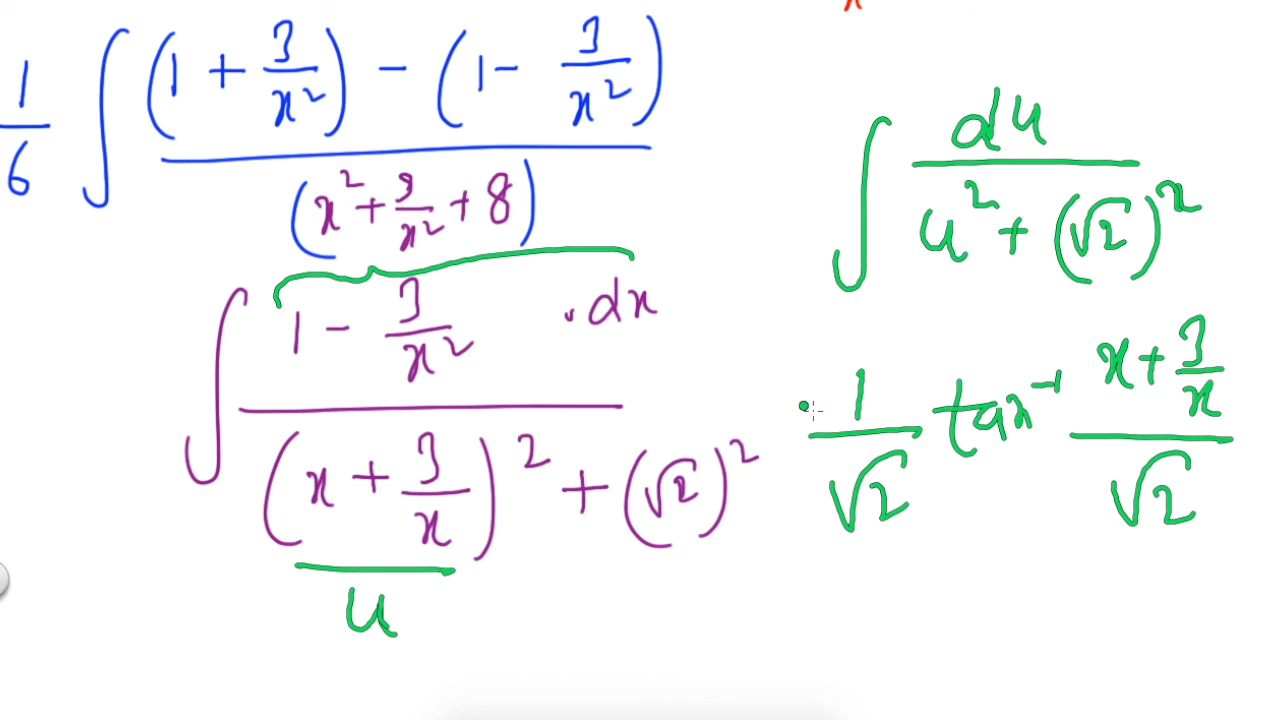 1/6 ∫ ((1 + 3/x²) − (1 − 3/x²)) / (x² + 9/x² + 8)
∫ (1 − 3/x² . dx) / ((x + 3/x)² + (√2)²)
u
∫ du / (u² + (√2)²)
1/√2 tan⁻¹ (x + 3/x)/√2